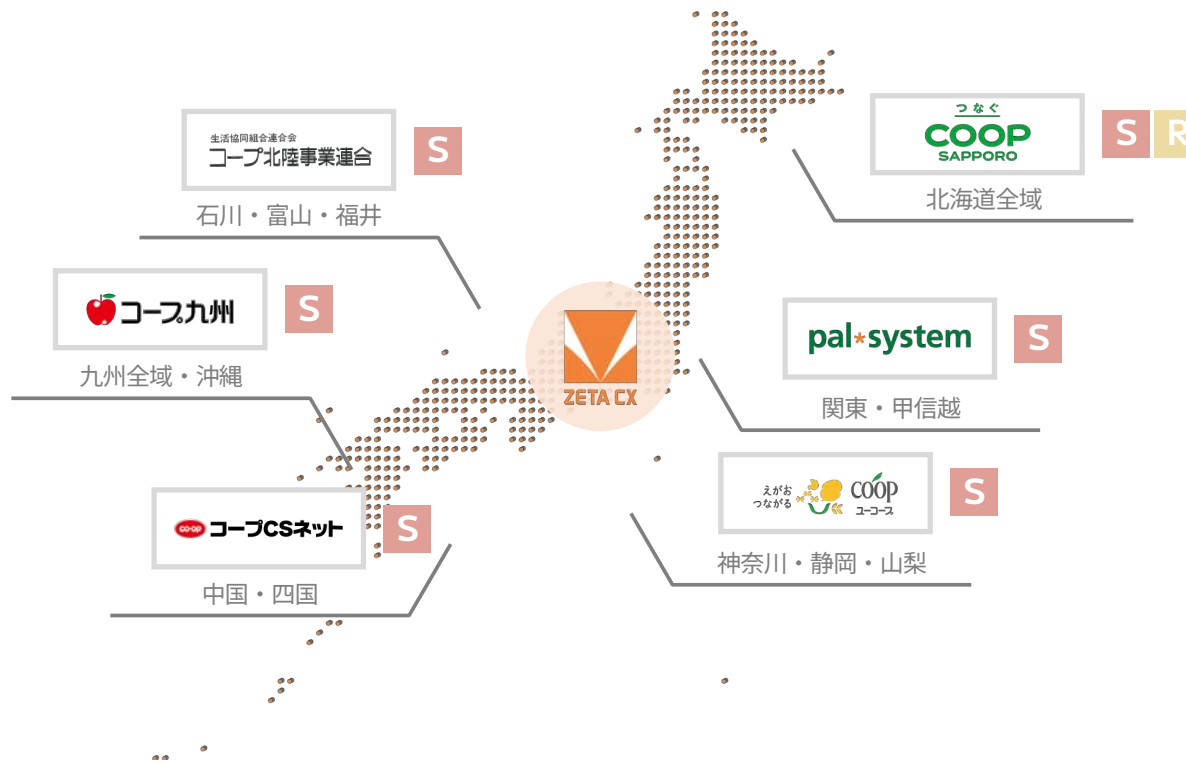 生活協同組合連合会
コープ北陸事業連合
S
石川・富山・福井
つなぐ
COOP
SAPPORO
S
R
北海道全域
コープ九州
S
九州全域・沖縄
ZETA CX
pal*system
S
関東・甲信越
えがお
つながる
coop
ユーコープ
S
神奈川・静岡・山梨
CO・OP
コープCSネット
S
中国・四国